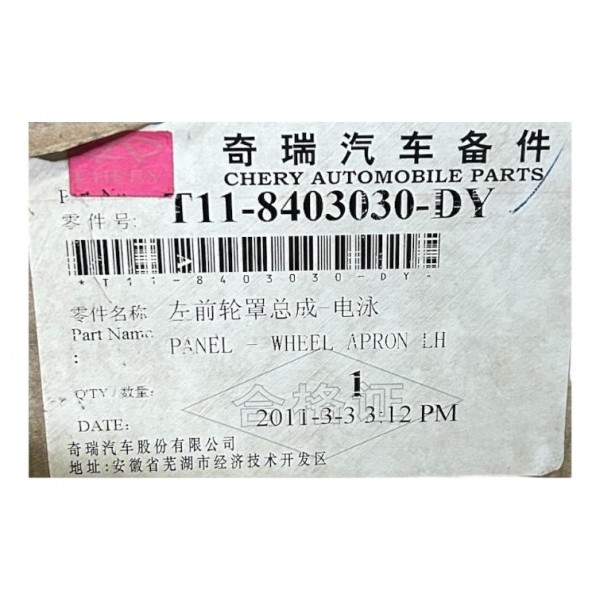 奇瑞汽车备件
CHERY
CHERY AUTOMOBILE PARTS
零件号: T11-8403030-DY
*T11-8403030-DY-
零件名称 左前轮罩总成-电泳
Part Name PANEL - WHEEL APRON LH
:
Q'TY/数量: 1
合格证
DATE: 2011-3-3 3:12 PM
奇瑞汽车股份有限公司
地址:安徽省芜湖市经济技术开发区